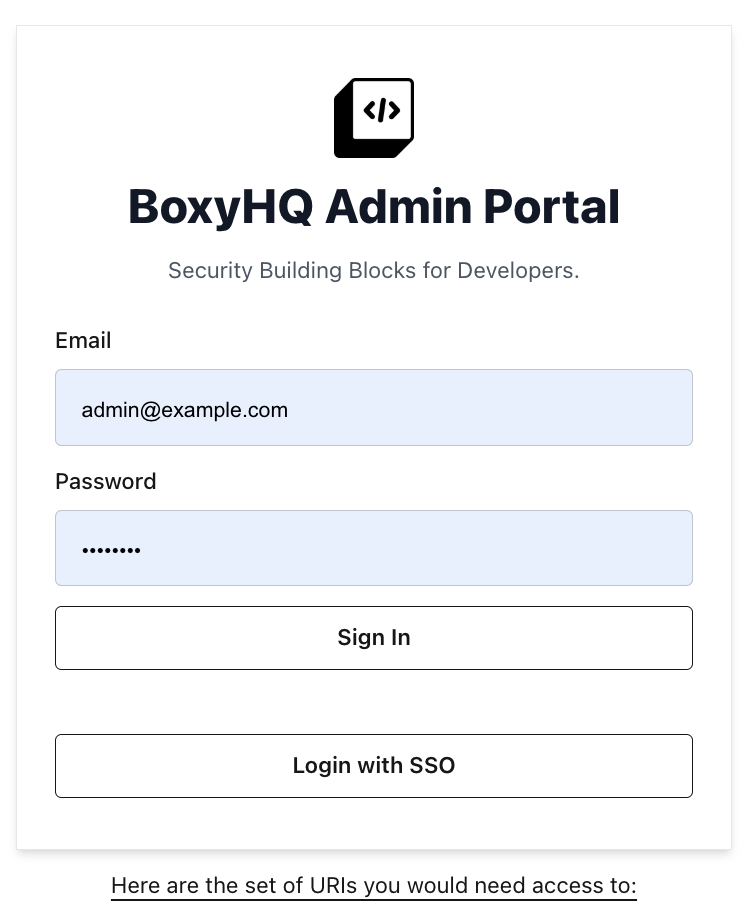 </>
BoxyHQ Admin Portal
Security Building Blocks for Developers.
Email
admin@example.com
Password
••••••••
Sign In
Login with SSO
Here are the set of URIs you would need access to: